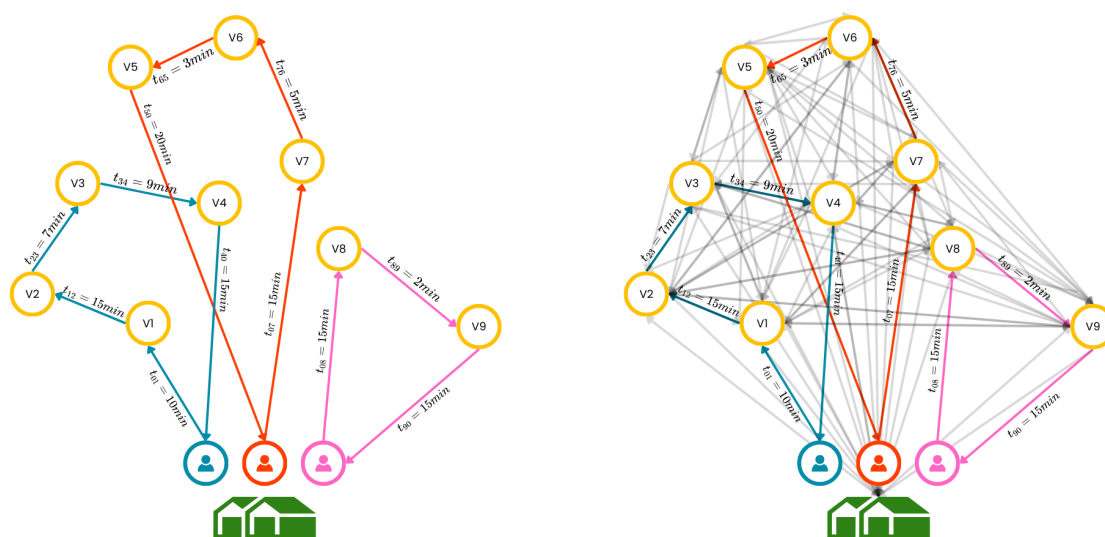 V6
V5
t₆₅ = 3min
t₇₆ = 5min
t₅₀ = 20min
V7
V3
t₃₄ = 9min
V4
t₂₃ = 7min
t₄₀ = 15min
V8
t₈₉ = 2min
V2
t₁₂ = 15min
V1
V9
t₀₇ = 15min
t₀₈ = 15min
t₀₁ = 10min
t₉₀ = 15min
V6
V5
t₆₅ = 3min
t₇₆ = 5min
t₅₀ = 20min
V7
V3
t₃₄ = 9min
V4
t₂₃ = 7min
t₄₀ = 15min
V8
t₈₉ = 2min
V2
t₁₂ = 15min
V1
V9
t₀₇ = 15min
t₀₈ = 15min
t₀₁ = 10min
t₉₀ = 15min